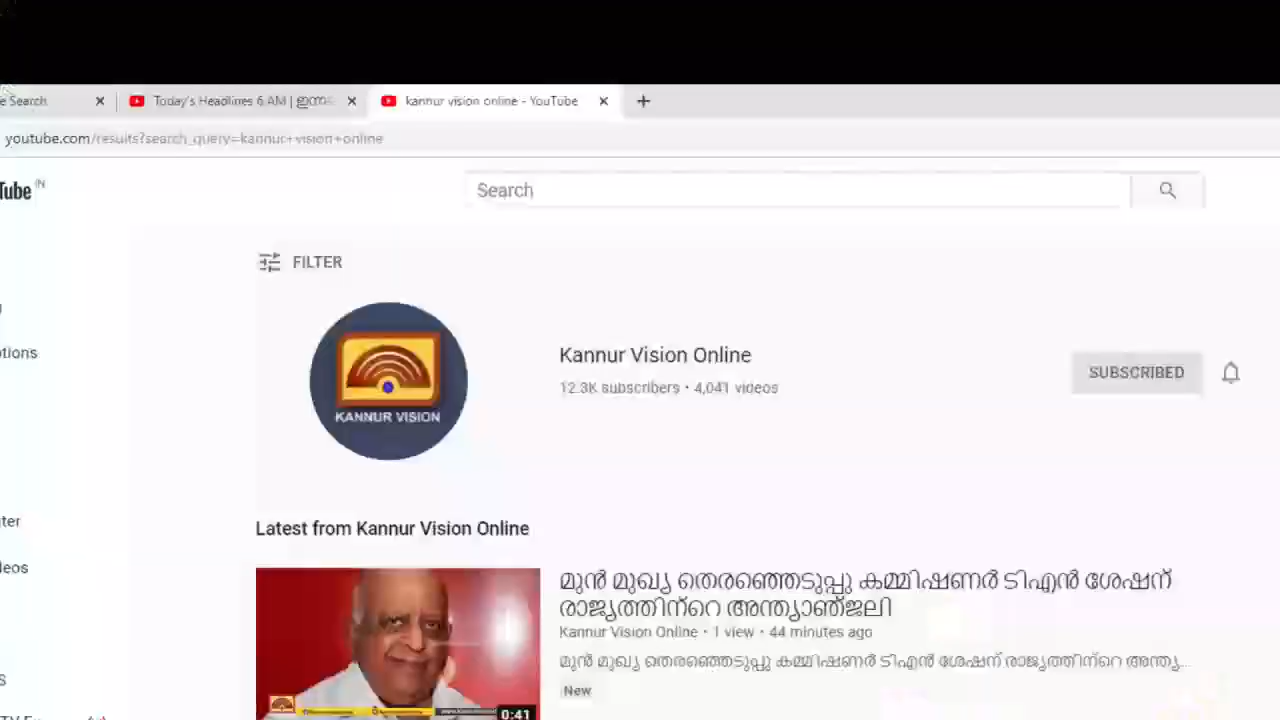 e Search
Today's Headlines 6 AM |
kannur vision online - YouTube
youtube.com/results?search_query=kannur+vision+online
Tube IN
Search
FILTER
KANNUR VISION
Kannur Vision Online
12.3K subscribers • 4,041 videos
SUBSCRIBED
otions
ter
deos
Latest from Kannur Vision Online
മുൻ മുഖ്യ തെരഞ്ഞെടുപ്പു കമ്മിഷണർ ടിഎൻ ശേഷന്
രാജ്യത്തിന്റെ അന്ത്യാഞ്ജലി
Kannur Vision Online • 1 view • 44 minutes ago
മുൻ മുഖ്യ തെരഞ്ഞെടുപ്പു കമ്മിഷണർ ടിഎൻ ശേഷന് രാജ്യത്തിന്റെ അന്ത്യ...
New
0:41